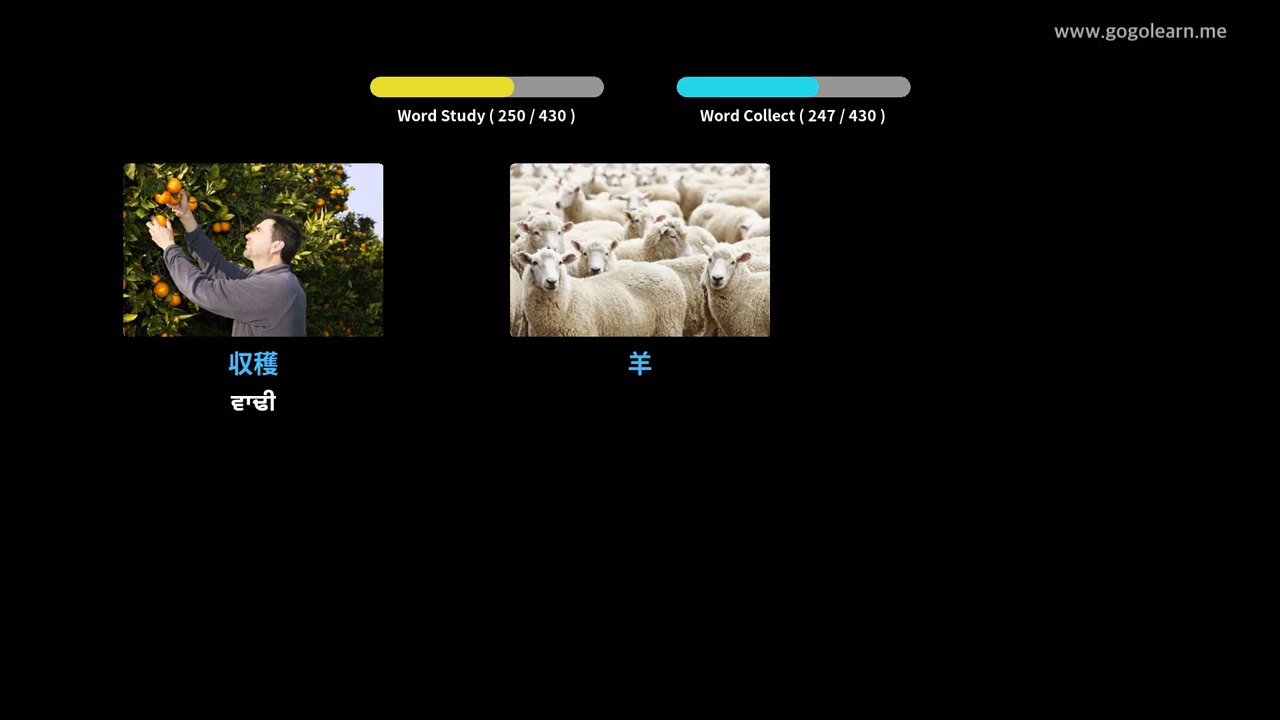 www.gogolearn.me
Word Study ( 250 / 430 )
Word Collect ( 247 / 430 )
収穫
羊
ਵਾਢੀ